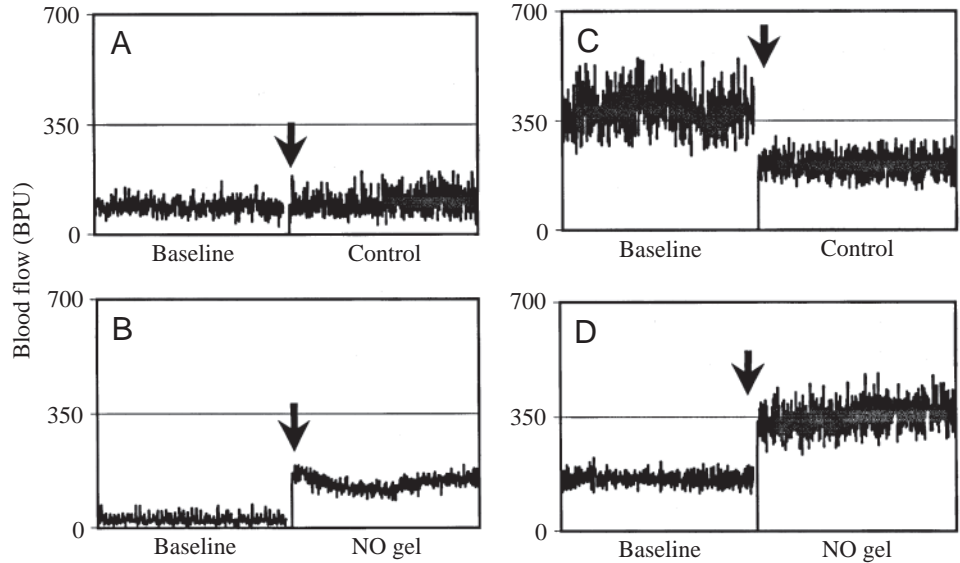 Blood flow (BPU)
700
A
350
0
Baseline Control
700
C
350
0
Baseline Control
700
B
350
0
Baseline NO gel
700
D
350
0
Baseline NO gel